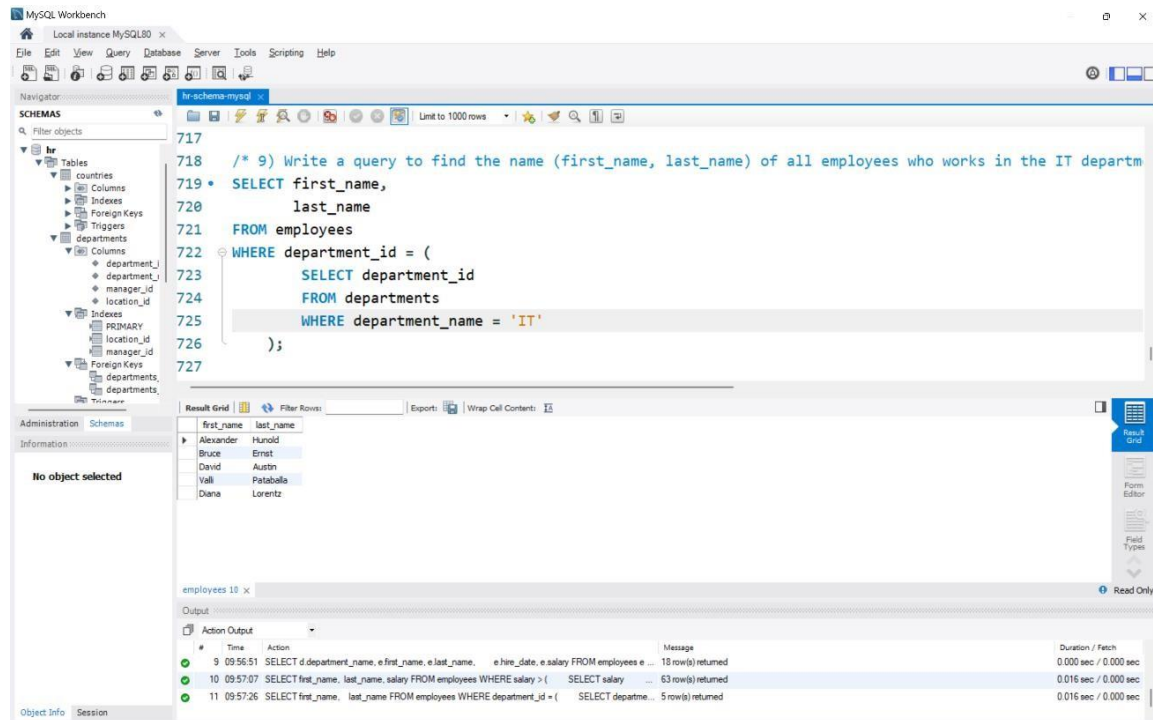 MySQL Workbench
Local instance MySQL80 ×
File Edit View Query Database Server Tools Scripting Help
Navigator
SCHEMAS
Filter objects
hr
Tables
countries
Columns
Indexes
Foreign Keys
Triggers
departments
Columns
department_i
department_
manager_id
location_id
Indexes
PRIMARY
location_id
manager_id
Foreign Keys
departments_
departments_
Triggers
Administration Schemas
Information
No object selected
Object Info Session
hr-schema-mysql ×
Limit to 1000 rows
717
718 /* 9) Write a query to find the name (first_name, last_name) of all employees who works in the IT departm
719 • SELECT first_name,
720 last_name
721 FROM employees
722 WHERE department_id = (
723 SELECT department_id
724 FROM departments
725 WHERE department_name = 'IT'
726 );
727
Result Grid Filter Rows: Export: Wrap Cell Content:
first_name last_name
Alexander Hunold
Bruce Ernst
David Austin
Valli Pataballa
Diana Lorentz
Result Grid
Form Editor
Field Types
employees 10 ×
Read Only
Output
Action Output
# Time Action Message Duration / Fetch
9 09:56:51 SELECT d.department_name, e.first_name, e.last_name, e.hire_date, e.salary FROM employees e ... 18 row(s) returned 0.000 sec / 0.000 sec
10 09:57:07 SELECT first_name, last_name, salary FROM employees WHERE salary > ( SELECT salary ... 63 row(s) returned 0.016 sec / 0.000 sec
11 09:57:26 SELECT first_name, last_name FROM employees WHERE department_id = ( SELECT departme... 5 row(s) returned 0.016 sec / 0.000 sec